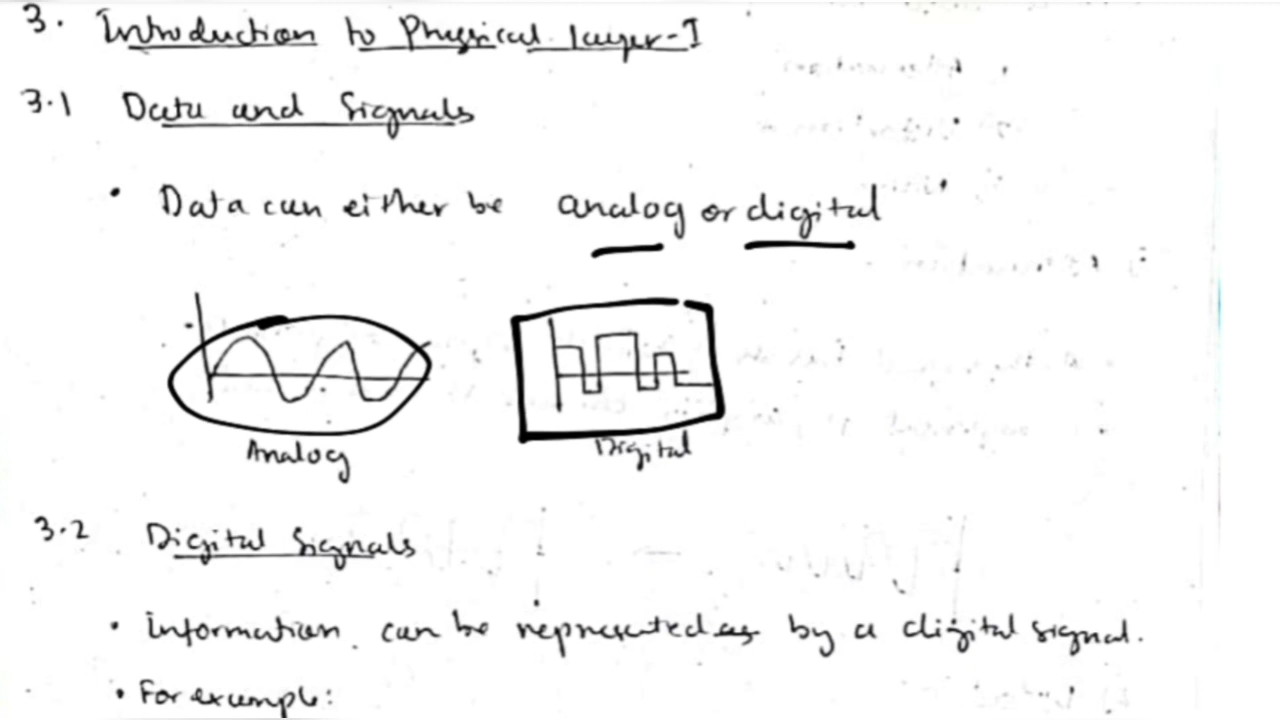 3. Introduction to Physical layer-I
3.1 Data and Signals
• Data can either be analog or digital
Analog
Digital
3.2 Digital Signals
• Information can be represented as by a digital signal.
• For example: